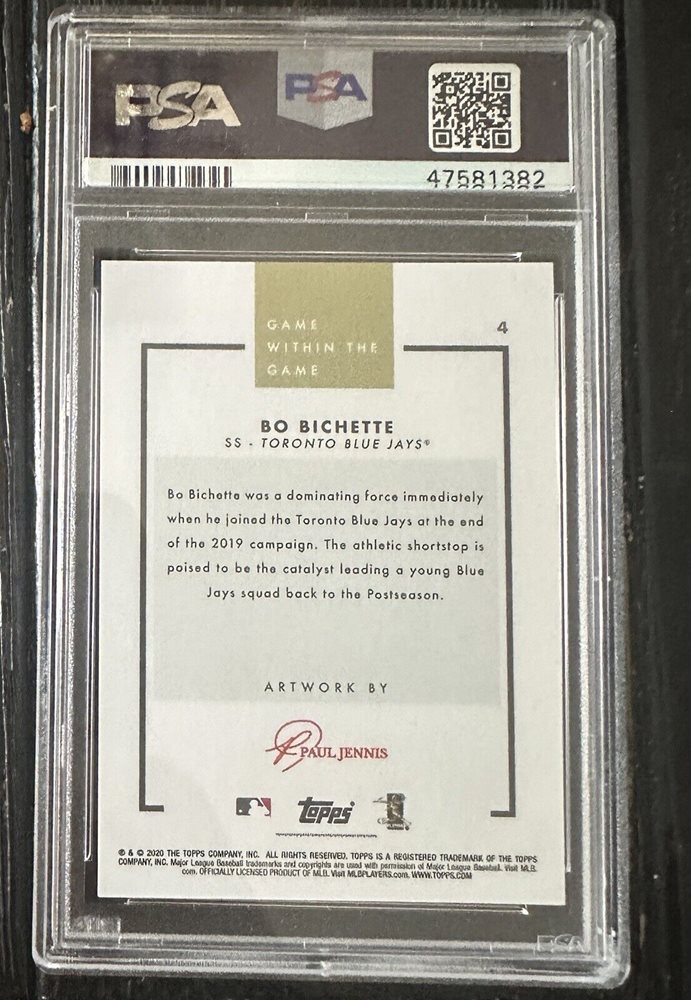 PSA
PSA
47581382
GAME
WITHIN THE
GAME
4
BO BICHETTE
SS - TORONTO BLUE JAYS®
Bo Bichette was a dominating force immediately
when he joined the Toronto Blue Jays at the end
of the 2019 campaign. The athletic shortstop is
poised to be the catalyst leading a young Blue
Jays squad back to the Postseason.
ARTWORK BY
PAUL JENNIS
topps
® & © 2020 THE TOPPS COMPANY, INC. ALL RIGHTS RESERVED. TOPPS IS A REGISTERED TRADEMARK OF THE TOPPS
COMPANY, INC. Major League Baseball trademarks and copyrights are used with permission of Major League Baseball. Visit MLB.
com. OFFICIALLY LICENSED PRODUCT OF MLB. Visit MLBPLAYERS.com. WWW.TOPPS.COM
PSA